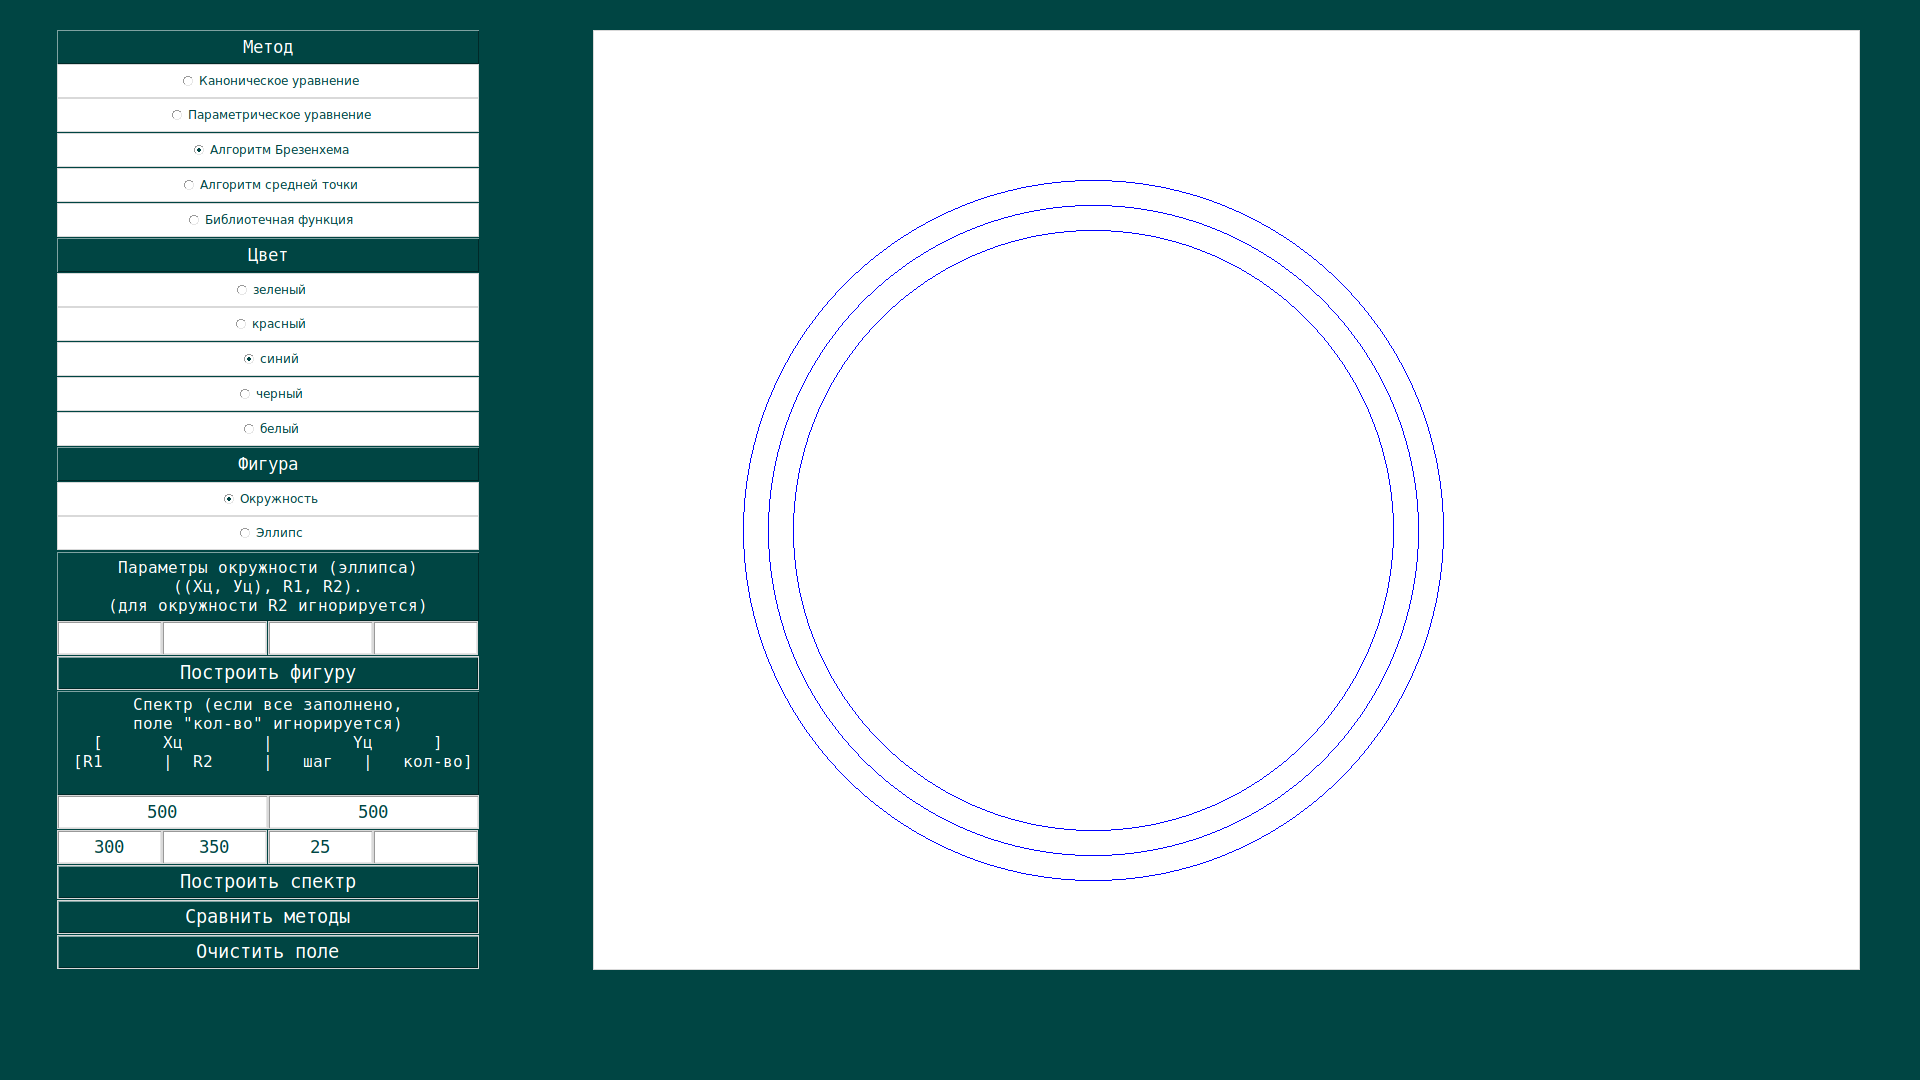 Метод
Каноническое уравнение
Параметрическое уравнение
Алгоритм Брезенхема
Алгоритм средней точки
Библиотечная функция
Цвет
зеленый
красный
синий
черный
белый
Фигура
Окружность
Эллипс
Параметры окружности (эллипса)
((Xц, Уц), R1, R2).
(для окружности R2 игнорируется)
Построить фигуру
Спектр (если все заполнено,
поле "кол-во" игнорируется)
[ Xц | Yц ]
[R1 | R2 | шаг | кол-во]
500 500
300 350 25
Построить спектр
Сравнить методы
Очистить поле